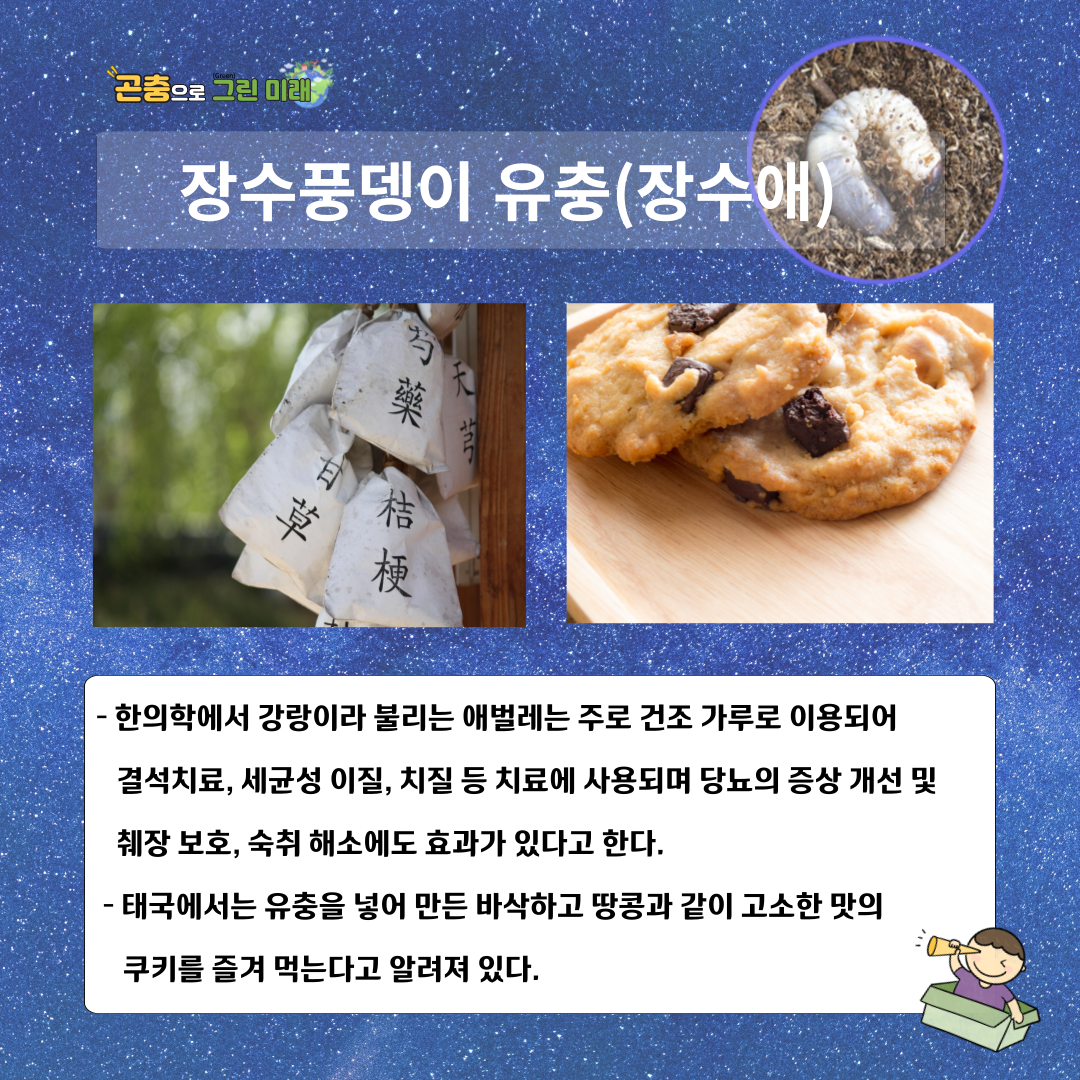 (Green)
곤충으로 그린 미래
장수풍뎅이 유충(장수애)
芍藥
天芎
甘草
桔梗
- 한의학에서 강랑이라 불리는 애벌레는 주로 건조 가루로 이용되어
결석치료, 세균성 이질, 치질 등 치료에 사용되며 당뇨의 증상 개선 및
췌장 보호, 숙취 해소에도 효과가 있다고 한다.
- 태국에서는 유충을 넣어 만든 바삭하고 땅콩과 같이 고소한 맛의
쿠키를 즐겨 먹는다고 알려져 있다.